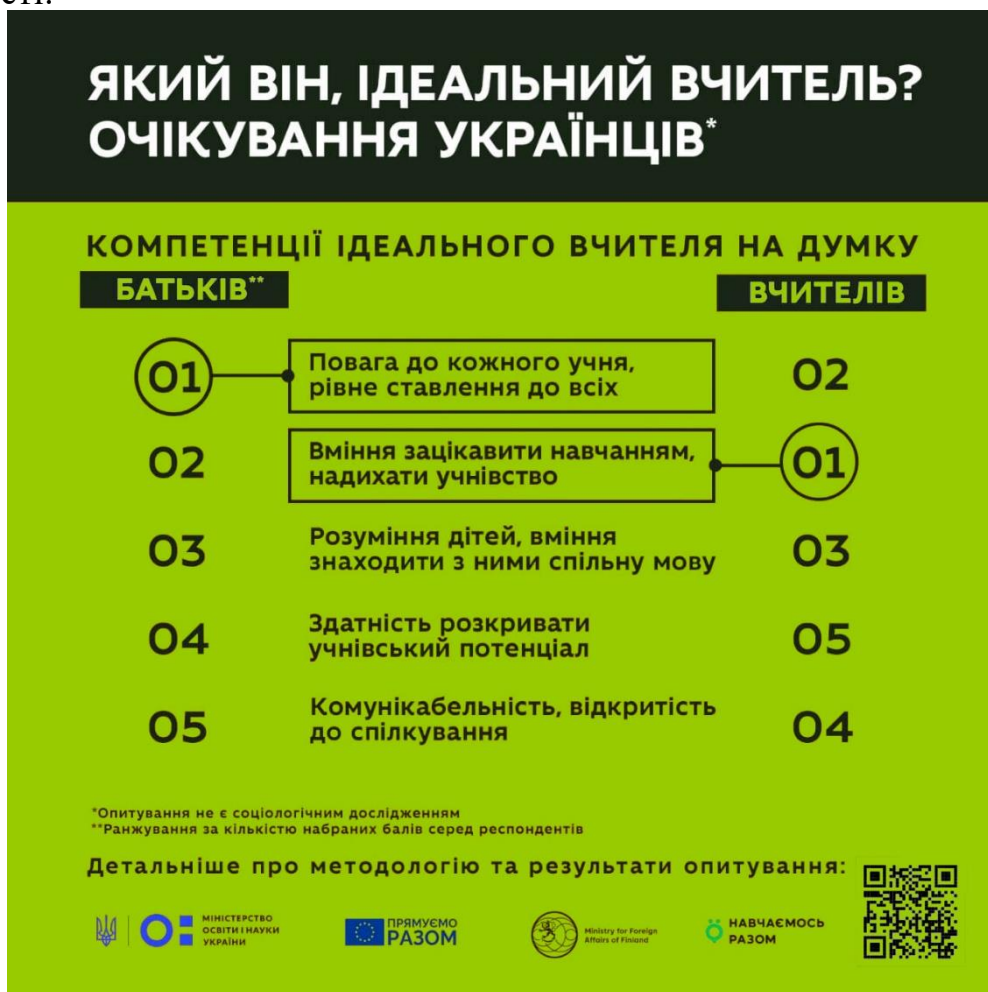 ЯКИЙ ВІН, ІДЕАЛЬНИЙ ВЧИТЕЛЬ?
ОЧІКУВАННЯ УКРАЇНЦІВ*
КОМПЕТЕНЦІЇ ІДЕАЛЬНОГО ВЧИТЕЛЯ НА ДУМКУ
БАТЬКІВ** ВЧИТЕЛІВ
01 Повага до кожного учня,
рівне ставлення до всіх 02
02 Вміння зацікавити навчанням,
надихати учнівство 01
03 Розуміння дітей, вміння
знаходити з ними спільну мову 03
04 Здатність розкривати
учнівський потенціал 05
05 Комунікабельність, відкритість
до спілкування 04
*Опитування не є соціологічним дослідженням
**Ранжування за кількістю набраних балів серед респондентів
Детальніше про методологію та результати опитування:
МІНІСТЕРСТВО
ОСВІТИ І НАУКИ
УКРАЇНИ
ПРЯМУЄМО
РАЗОМ
Ministry for Foreign
Affairs of Finland
НАВЧАЄМОСЬ
РАЗОМ